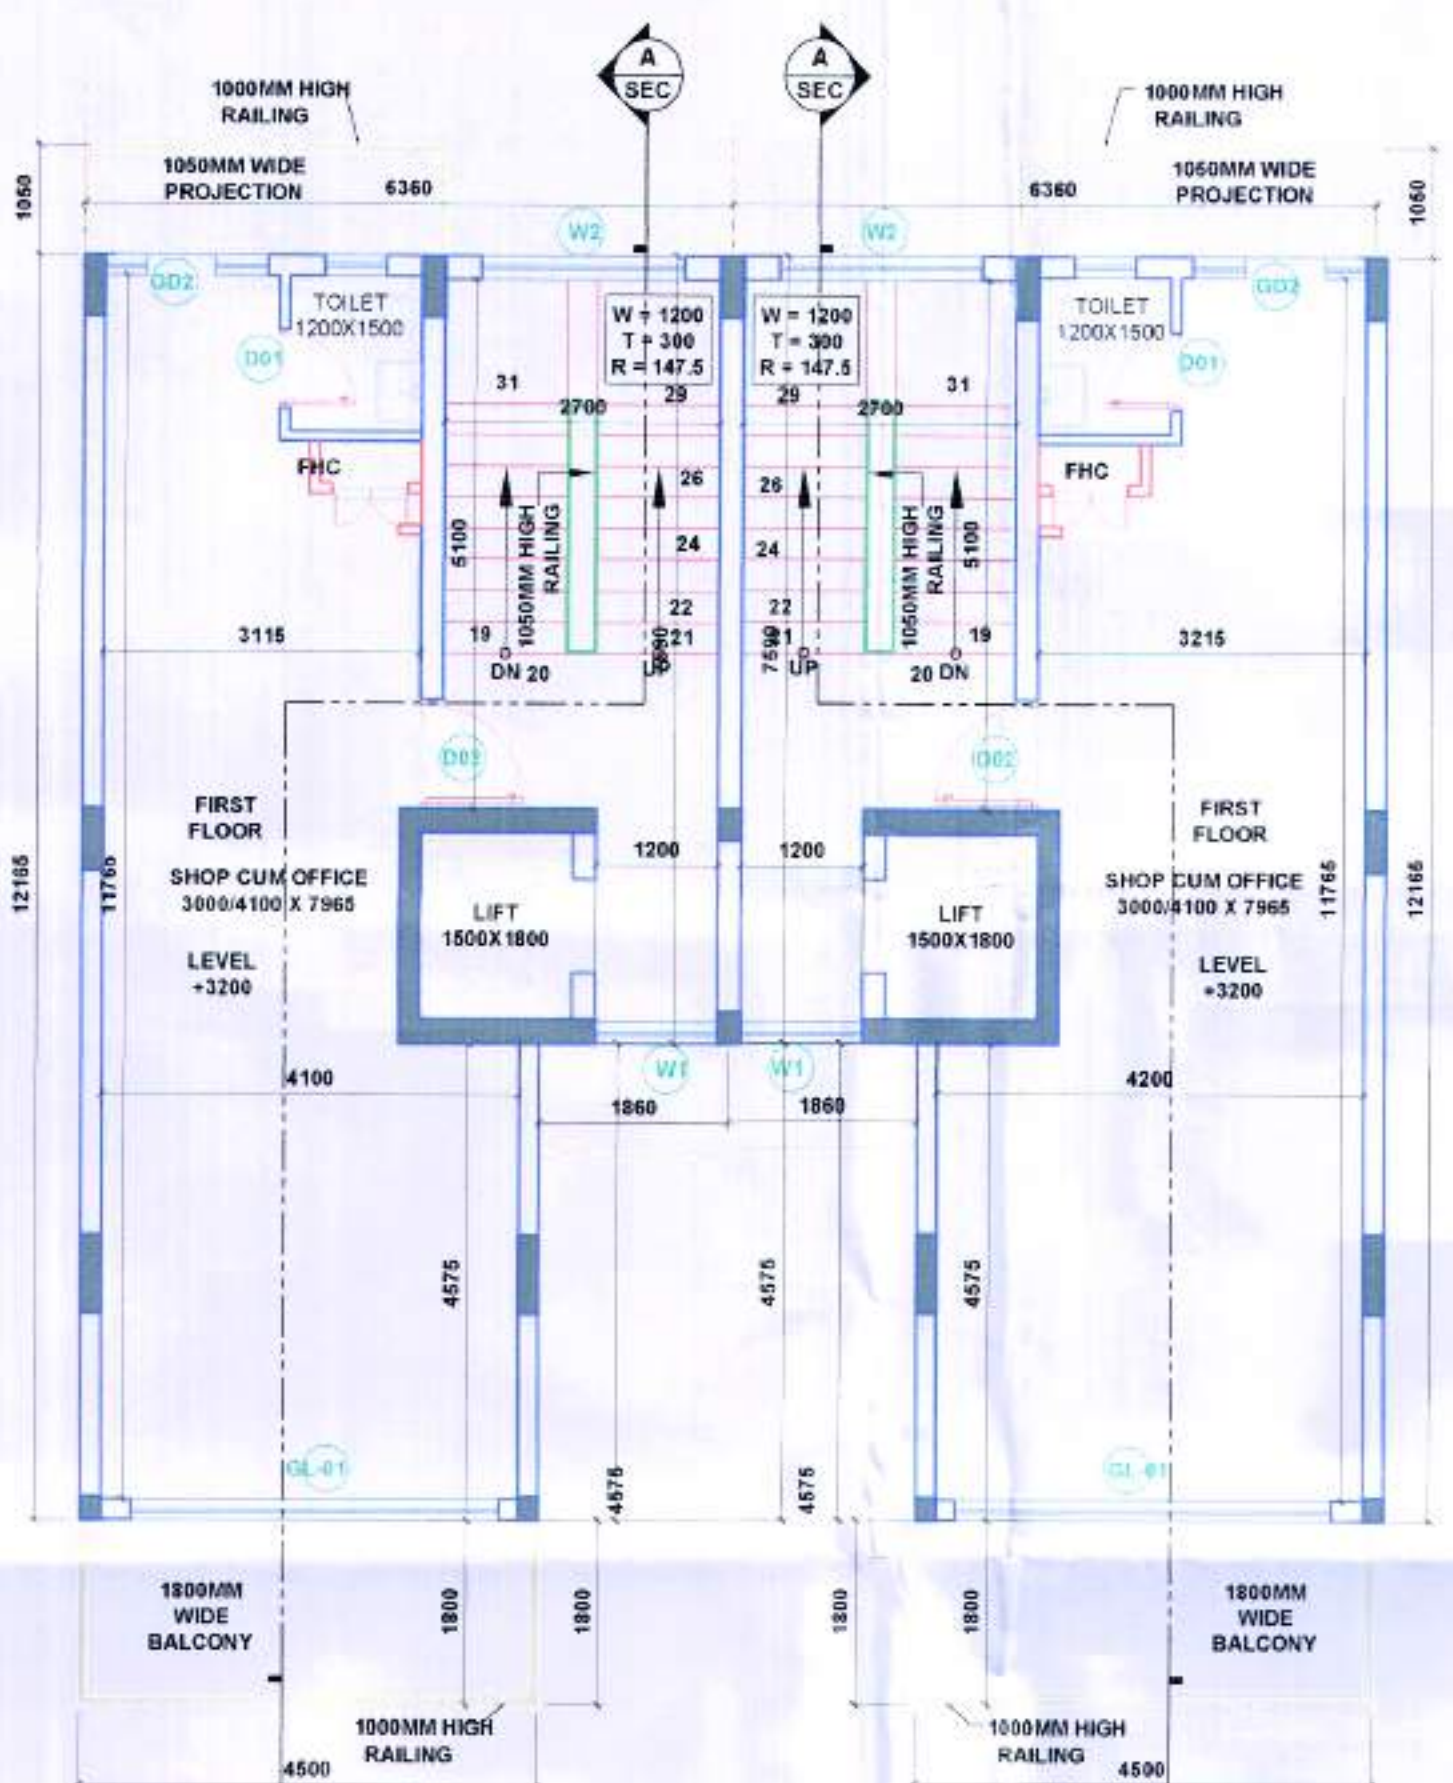 A
SEC
A
SEC
1000MM HIGH
RAILING
1000MM HIGH
RAILING
1050MM WIDE
PROJECTION
6360
6360
1050MM WIDE
PROJECTION
1050
1050
W2
W2
GD2
GD2
TOILET
1200X1500
TOILET
1200X1500
W = 1200
T = 300
R = 147.5
W = 1200
T = 300
R = 147.5
D01
D01
31
29
29
31
2700
2700
FHC
FHC
26
26
5100
1050MM HIGH
RAILING
24
24
1050MM HIGH
RAILING
5100
22
22
19
21
7590
19
3115
3215
DN 20
UP
UP
20 DN
D02
FIRST
FLOOR
FIRST
FLOOR
1200
1200
12165
11765
SHOP CUM OFFICE
3000/4100 X 7965
SHOP CUM OFFICE
3000/4100 X 7965
11765
12165
LIFT
1500X1800
LIFT
1500X1800
LEVEL
+3200
LEVEL
+3200
W1
W1
4100
4200
1860
1860
4575
4575
4575
GL-01
GL-01
4575
4575
1800MM
WIDE
BALCONY
1800
1800
1800
1800
1800MM
WIDE
BALCONY
1000MM HIGH
RAILING
1000MM HIGH
RAILING
4500
4500